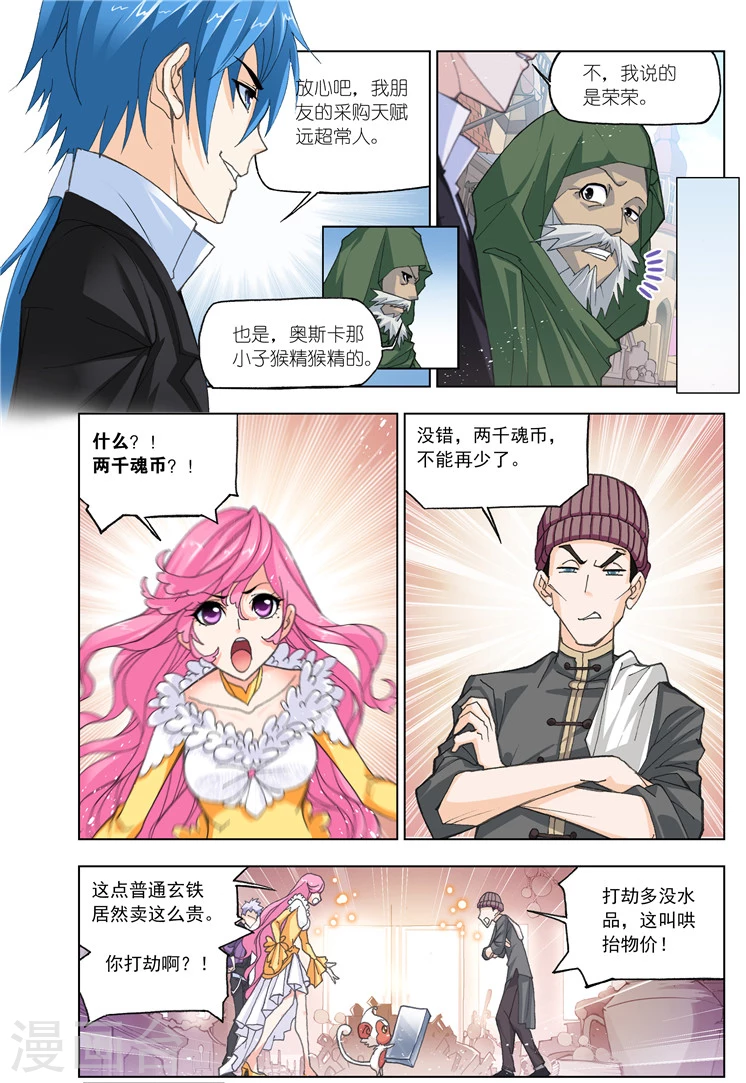 放心吧，我朋
友的采购天赋
远超常人。
也是，奥斯卡那
小子猴精猴精的。
不，我说的
是荣荣。
什么？！
两千魂币？！
没错，两千魂币，
不能再少了。
这点普通玄铁
居然卖这么贵。
你打劫啊？！
打劫多没水
品，这叫哄
抬物价！
漫画台